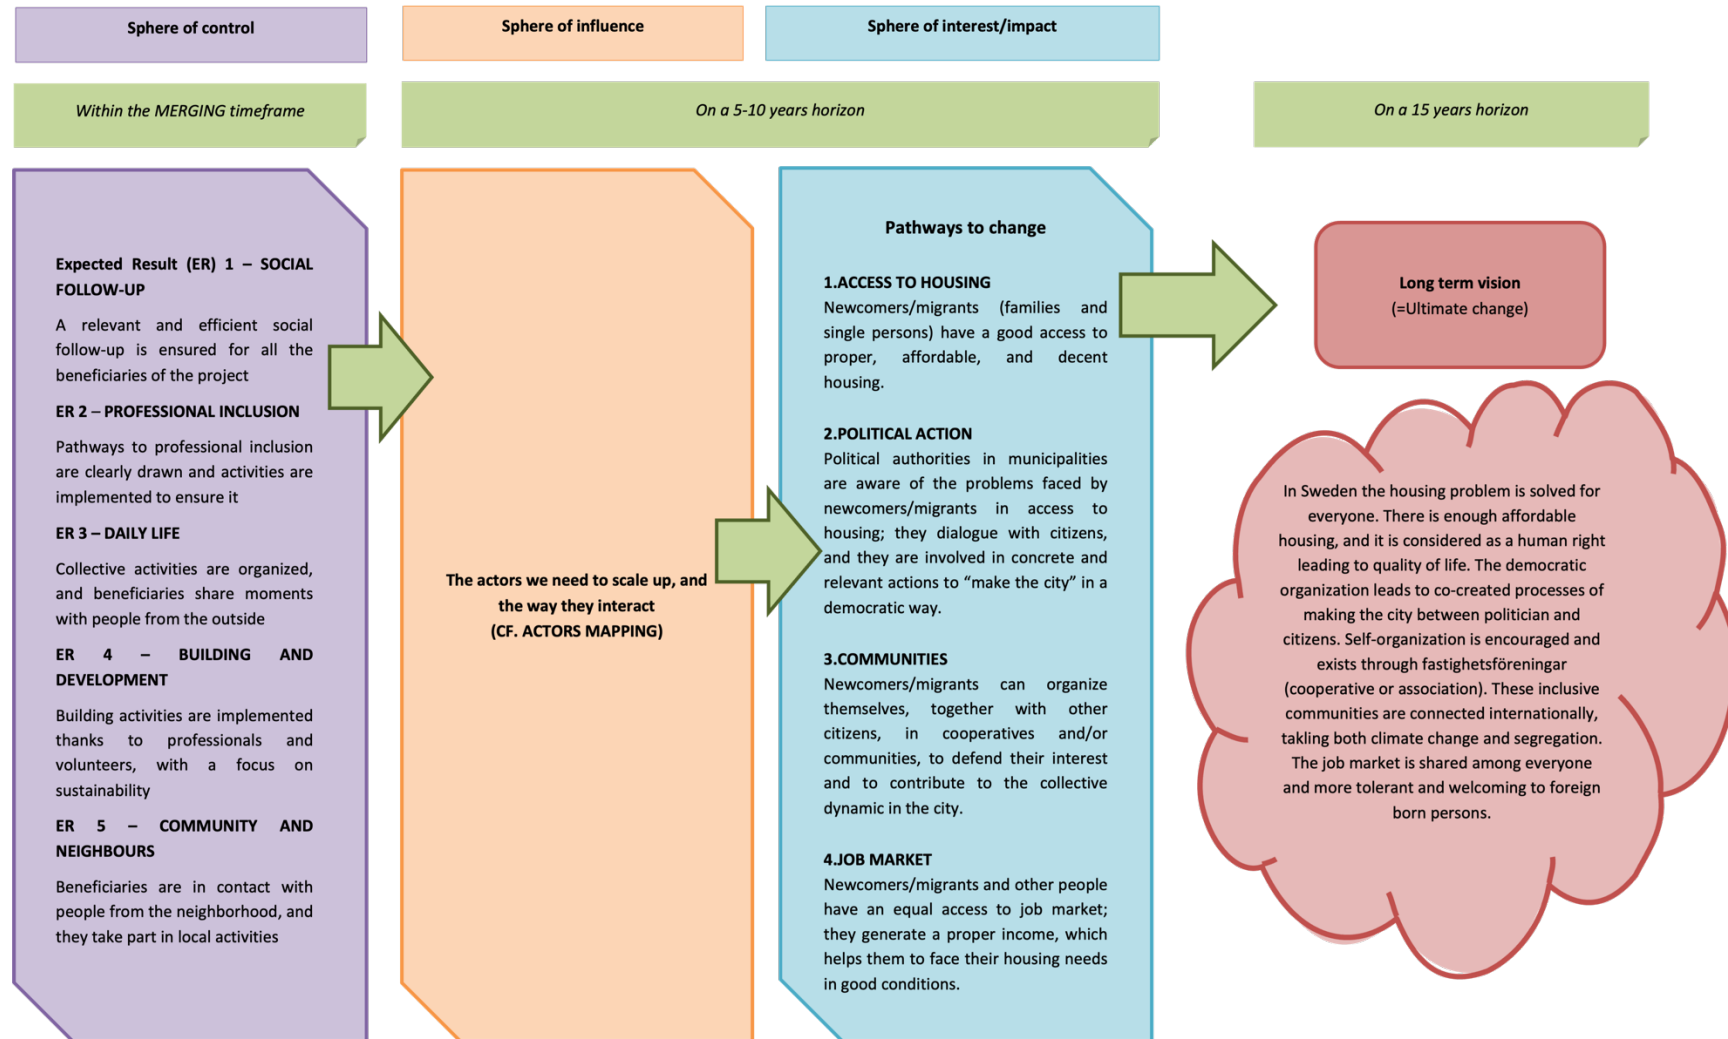 Sphere of control
Sphere of influence
Sphere of interest/impact
Within the MERGING timeframe
On a 5-10 years horizon
On a 15 years horizon
Expected Result (ER) 1 – SOCIAL
FOLLOW-UP
A relevant and efficient social
follow-up is ensured for all the
beneficiaries of the project
ER 2 – PROFESSIONAL INCLUSION
Pathways to professional inclusion
are clearly drawn and activities are
implemented to ensure it
ER 3 – DAILY LIFE
Collective activities are organized,
and beneficiaries share moments
with people from the outside
ER 4 – BUILDING AND
DEVELOPMENT
Building activities are implemented
thanks to professionals and
volunteers, with a focus on
sustainability
ER 5 – COMMUNITY AND
NEIGHBOURS
Beneficiaries are in contact with
people from the neighborhood, and
they take part in local activities
The actors we need to scale up, and
the way they interact
(CF. ACTORS MAPPING)
Pathways to change
1.ACCESS TO HOUSING
Newcomers/migrants (families and
single persons) have a good access to
proper, affordable, and decent
housing.
2.POLITICAL ACTION
Political authorities in municipalities
are aware of the problems faced by
newcomers/migrants in access to
housing; they dialogue with citizens,
and they are involved in concrete and
relevant actions to “make the city” in a
democratic way.
3.COMMUNITIES
Newcomers/migrants can organize
themselves, together with other
citizens, in cooperatives and/or
communities, to defend their interest
and to contribute to the collective
dynamic in the city.
4.JOB MARKET
Newcomers/migrants and other people
have an equal access to job market;
they generate a proper income, which
helps them to face their housing needs
in good conditions.
Long term vision
(=Ultimate change)
In Sweden the housing problem is solved for
everyone. There is enough affordable
housing, and it is considered as a human right
leading to quality of life. The democratic
organization leads to co-created processes of
making the city between politician and
citizens. Self-organization is encouraged and
exists through fastighetsföreningar
(cooperative or association). These inclusive
communities are connected internationally,
takling both climate change and segregation.
The job market is shared among everyone
and more tolerant and welcoming to foreign
born persons.